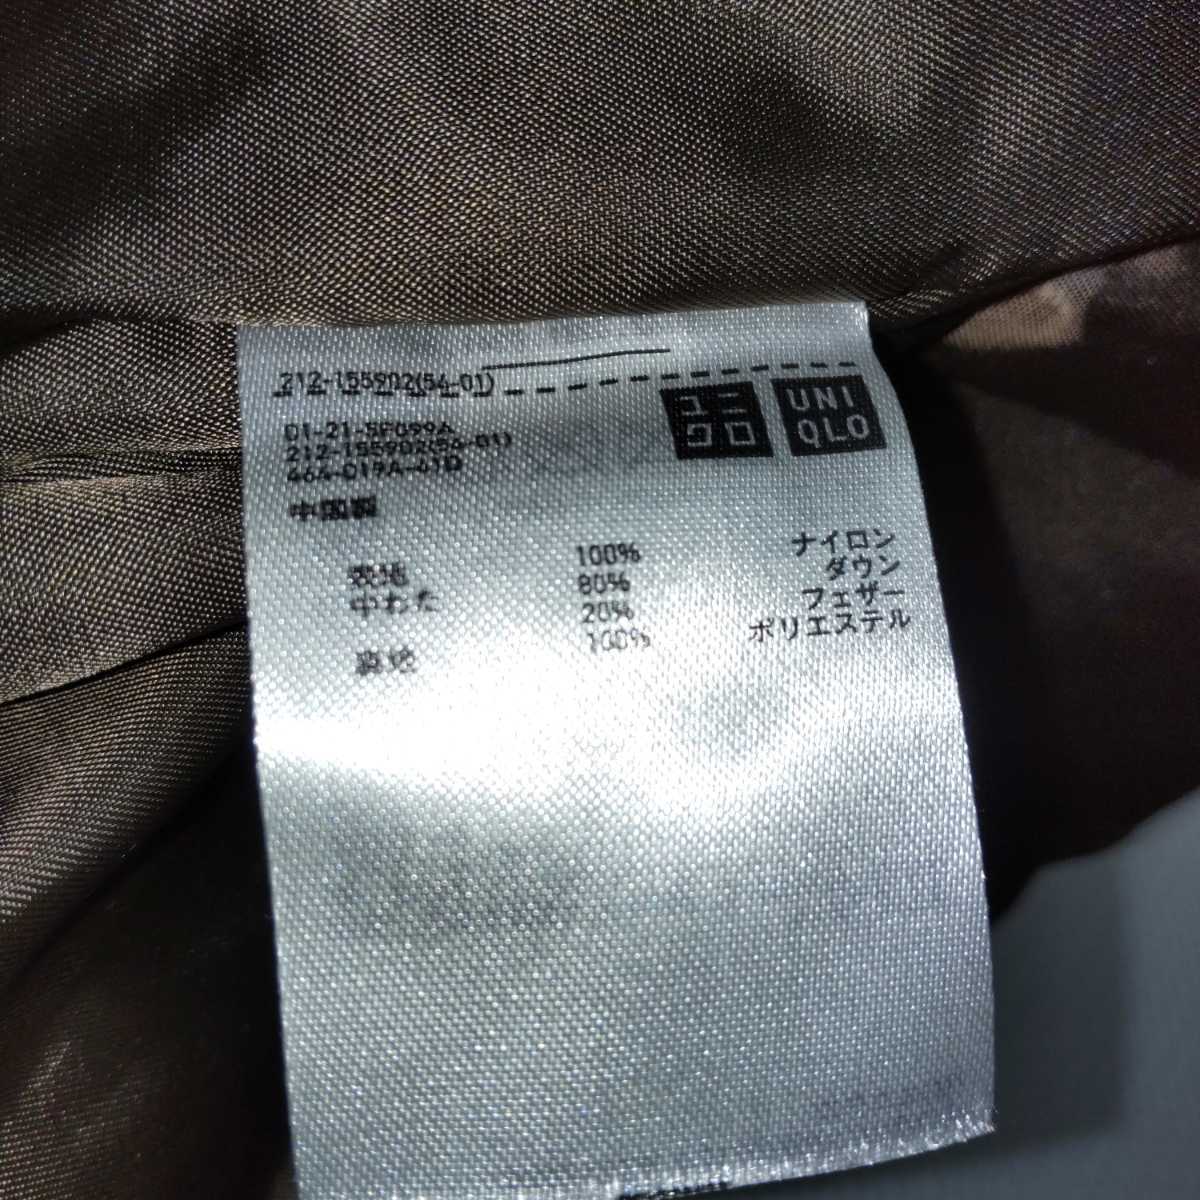 212-155902(54-01)
ユニ
クロ
UNI
QLO
01-21-5F099A
212-155902(54-01)
464-019A-41D
中国製
表地 100% ナイロン
中わた 80% ダウン
20% フェザー
裏地 100% ポリエステル